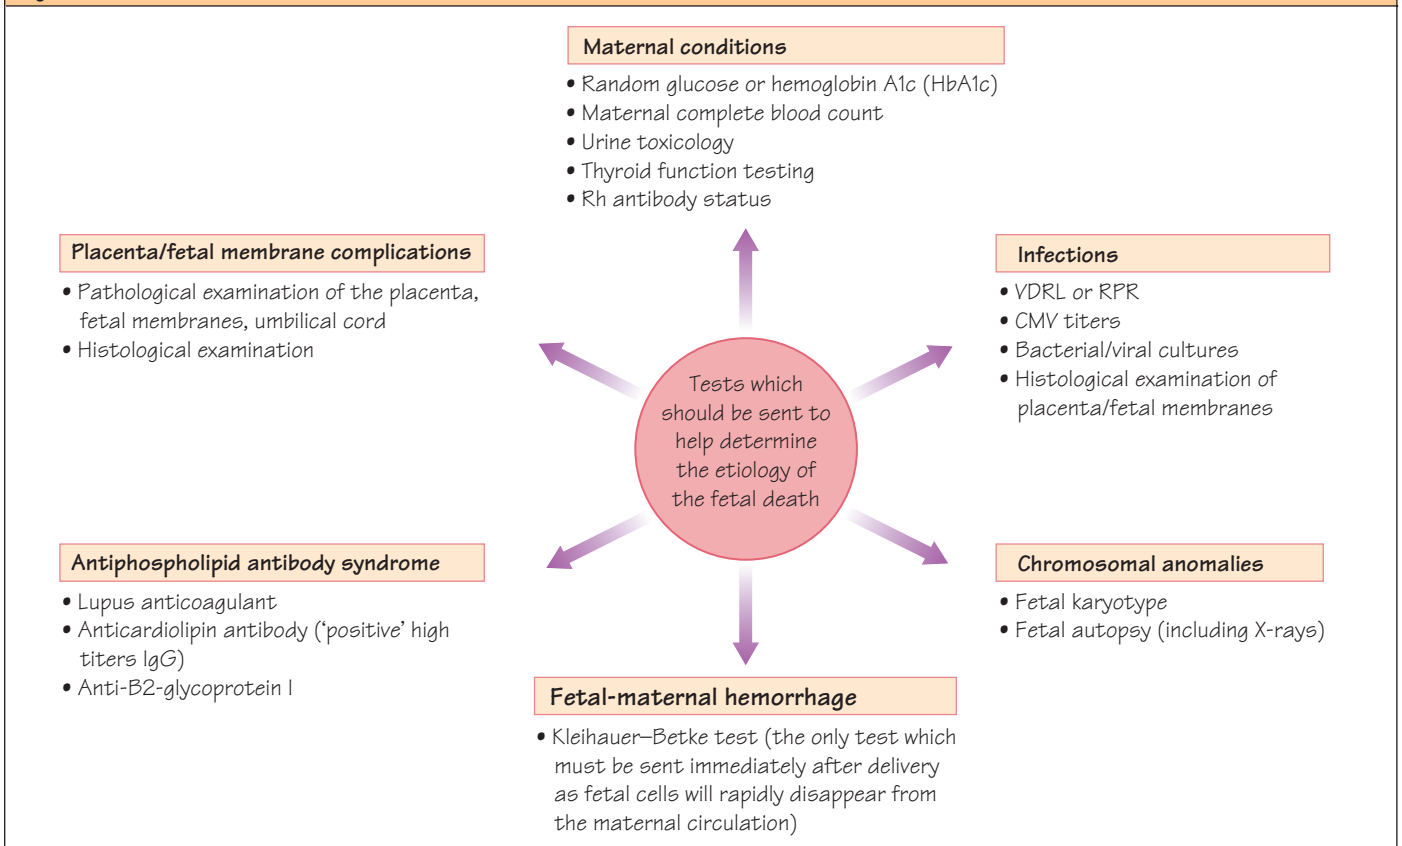 Maternal conditions
• Random glucose or hemoglobin A1c (HbA1c)
• Maternal complete blood count
• Urine toxicology
• Thyroid function testing
• Rh antibody status
Placenta/fetal membrane complications
• Pathological examination of the placenta,
fetal membranes, umbilical cord
• Histological examination
Infections
• VDRL or RPR
• CMV titers
• Bacterial/viral cultures
• Histological examination of
placenta/fetal membranes
Tests which
should be sent to
help determine
the etiology of
the fetal death
Antiphospholipid antibody syndrome
• Lupus anticoagulant
• Anticardiolipin antibody (‘positive’ high
titers IgG)
• Anti-B2-glycoprotein I
Chromosomal anomalies
• Fetal karyotype
• Fetal autopsy (including X-rays)
Fetal-maternal hemorrhage
• Kleihauer–Betke test (the only test which
must be sent immediately after delivery
as fetal cells will rapidly disappear from
the maternal circulation)